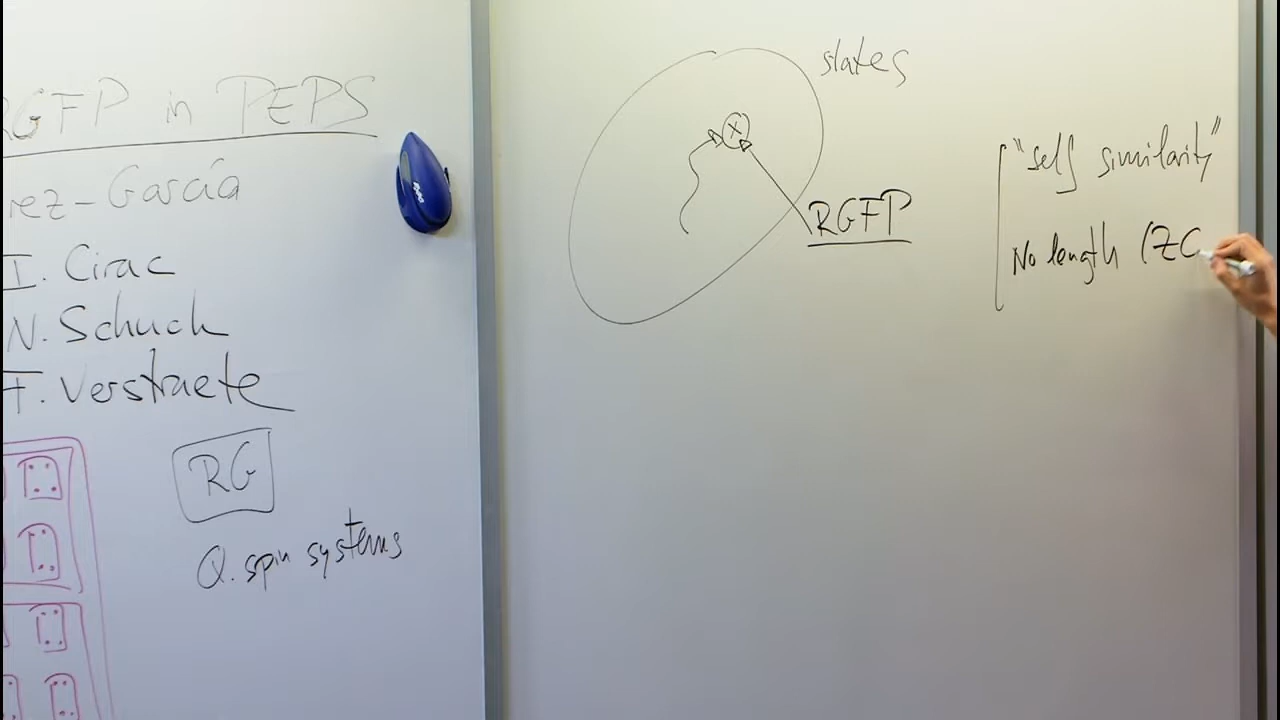 RGFP in PEPS
rez-García
I. Cirac
N. Schuch
F. Verstraete
RG
Q. spin systems
states
RGFP
"self similarity"
No length (ZC